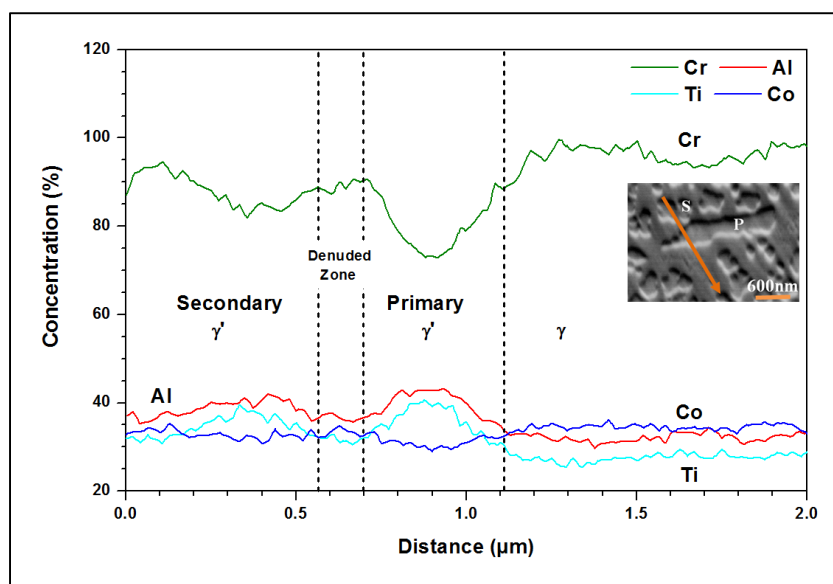 120
100
80
60
40
20
Concentration (%)
Cr Al
Ti Co
Cr
S
P
600nm
Denuded
Zone
Secondary
γ'
Primary
γ'
γ
Al
Co
Ti
0.0 0.5 1.0 1.5 2.0
Distance (µm)